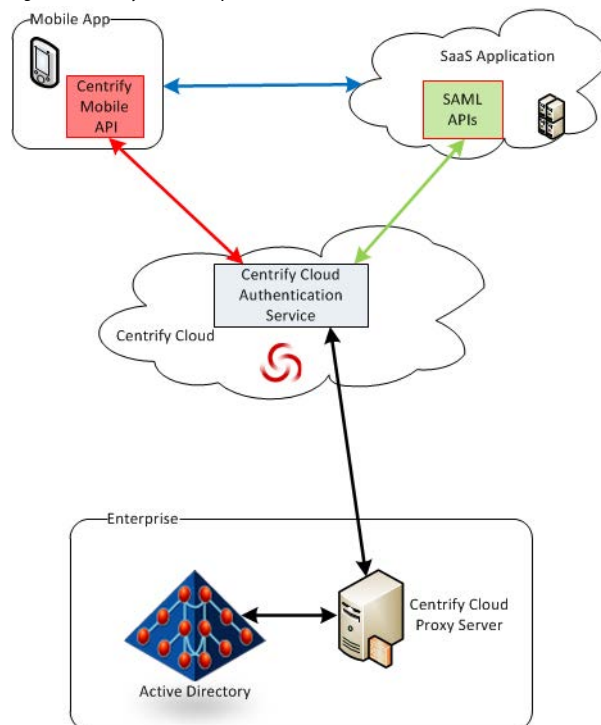 Mobile App
Centrify
Mobile
API
SaaS Application
SAML
APIs
Centrify Cloud
Authentication
Service
Centrify Cloud
Enterprise
Centrify Cloud
Proxy Server
Active Directory